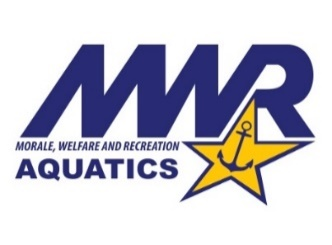 MWR
MORALE, WELFARE AND RECREATION
AQUATICS